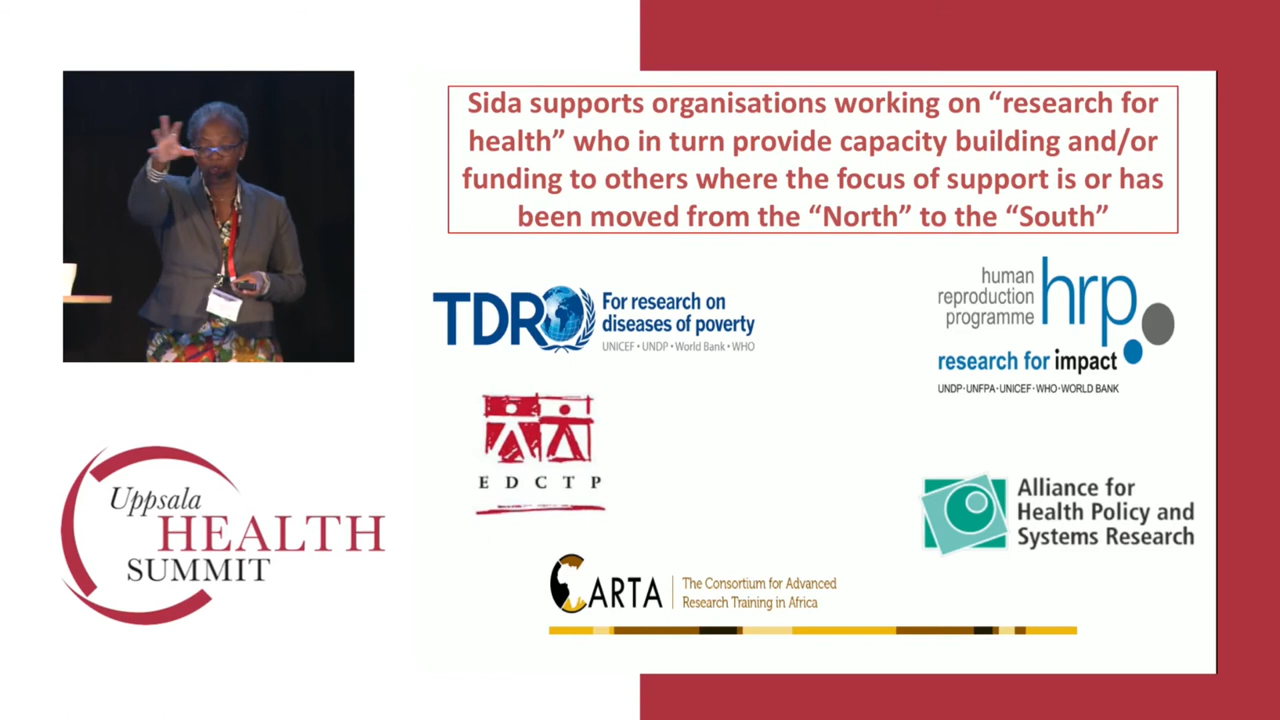 Sida supports organisations working on “research for
health” who in turn provide capacity building and/or
funding to others where the focus of support is or has
been moved from the “North” to the “South”
TDR
For research on
diseases of poverty
UNICEF • UNDP • World Bank • WHO
human
reproduction
programme
hrp
research for impact
UNDP·UNFPA·UNICEF·WHO·WORLD BANK
EDCTP
Alliance for
Health Policy and
Systems Research
CARTA
The Consortium for Advanced
Research Training in Africa
Uppsala
HEALTH
SUMMIT